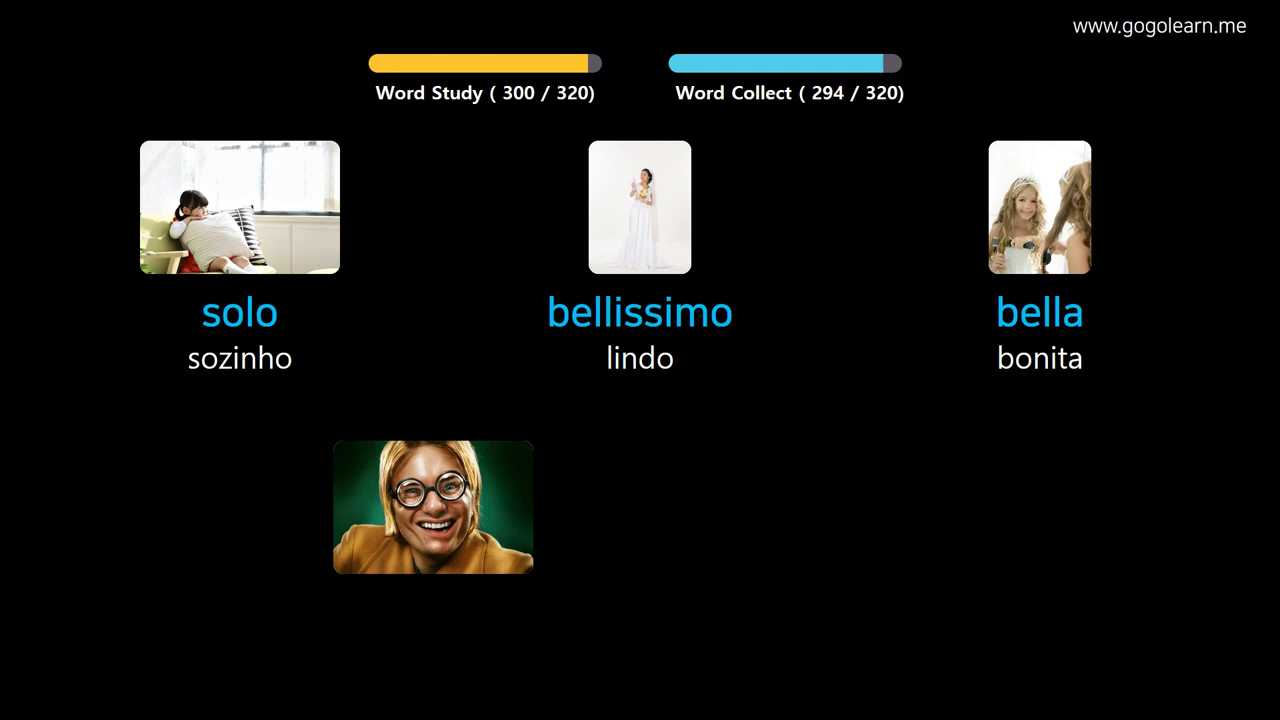 www.gogolearn.me
Word Study ( 300 / 320)
Word Collect ( 294 / 320)
solo
bellissimo
bella
sozinho
lindo
bonita